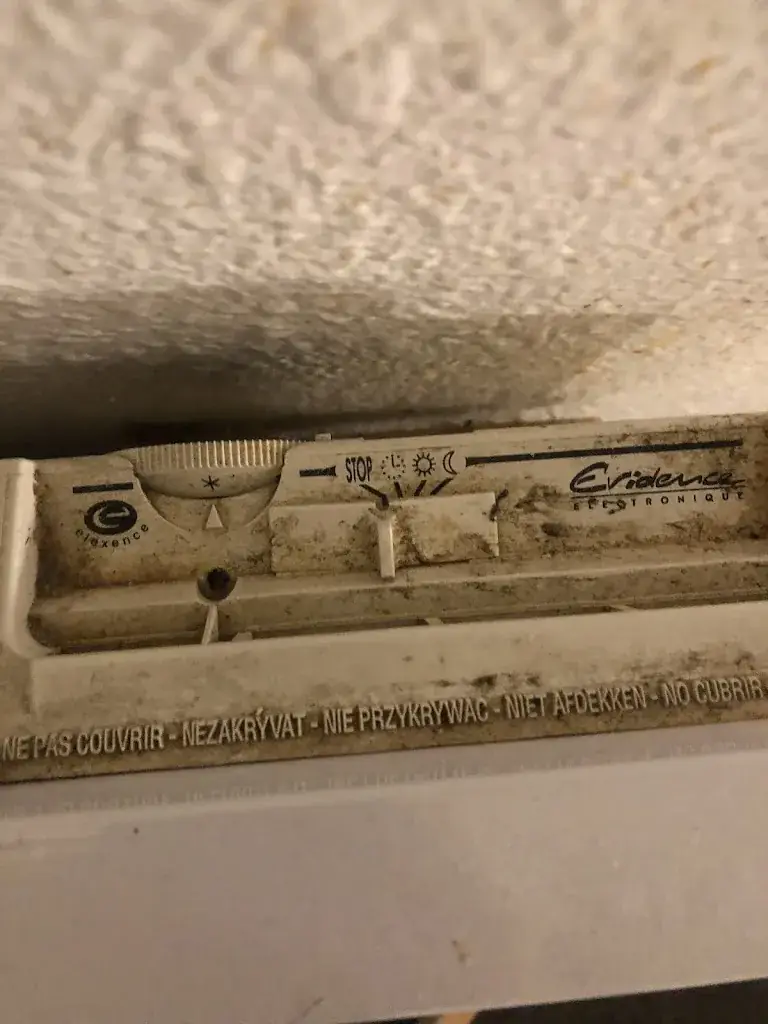 STOP
Evidence
ELECTRONIQUE
e
elexence
NE PAS COUVRIR - NEZAKRÝVAT - NIE PRZYKRYWAC - NIET AFDEKKEN - NO CUBRIR